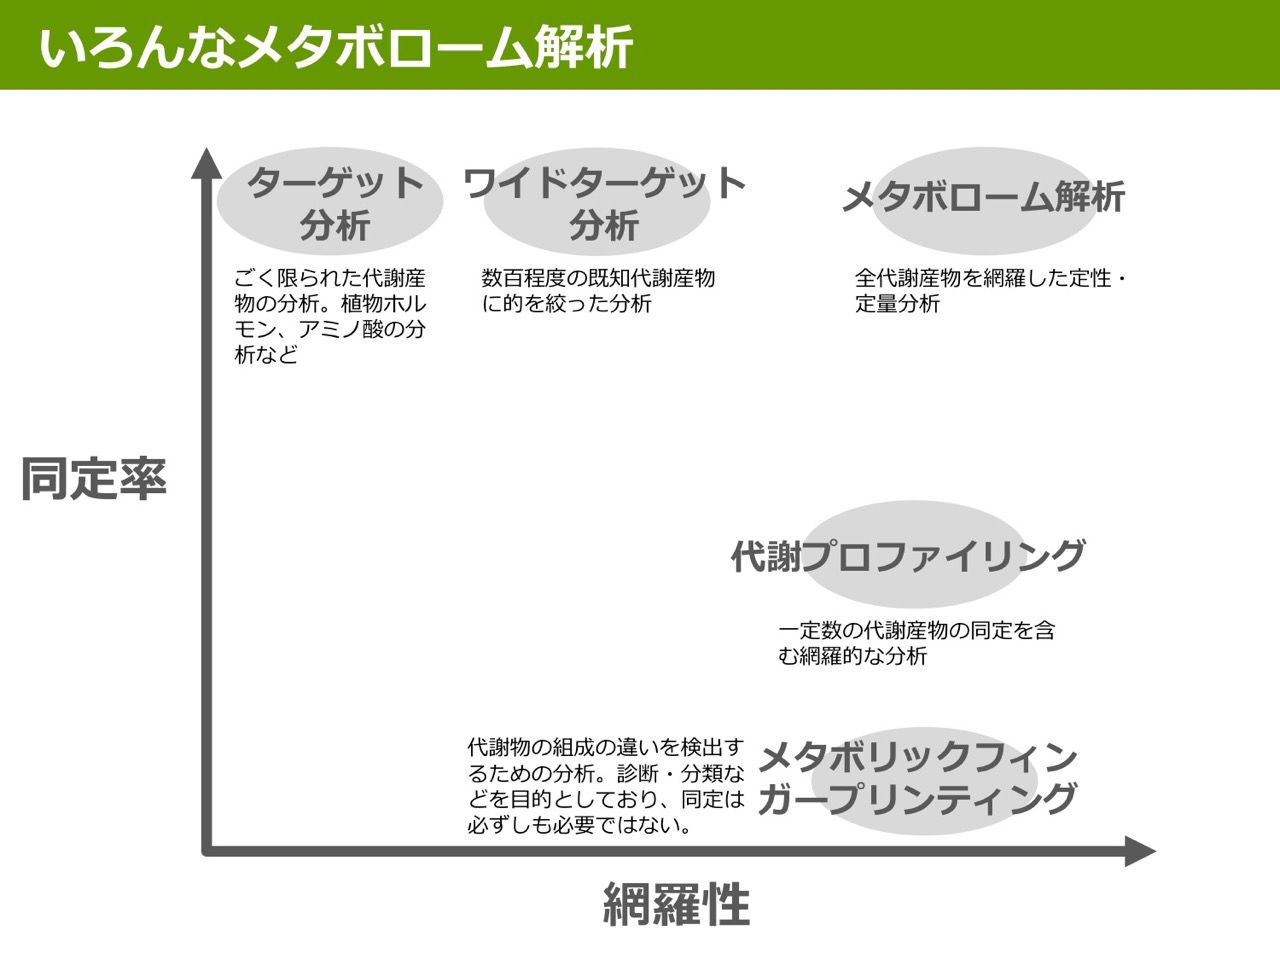 いろんなメタボローム解析
ターゲット
分析
ごく限られた代謝産
物の分析。植物ホル
モン、アミノ酸の分
析など
ワイドターゲット
分析
数百程度の既知代謝産物
に的を絞った分析
メタボローム解析
全代謝産物を網羅した定性・
定量分析
同定率
代謝プロファイリング
一定数の代謝産物の同定を含
む網羅的な分析
代謝物の組成の違いを検出す
るための分析。診断・分類な
どを目的としており、同定は
必ずしも必要ではない。
メタボリックフィン
ガープリンティング
網羅性